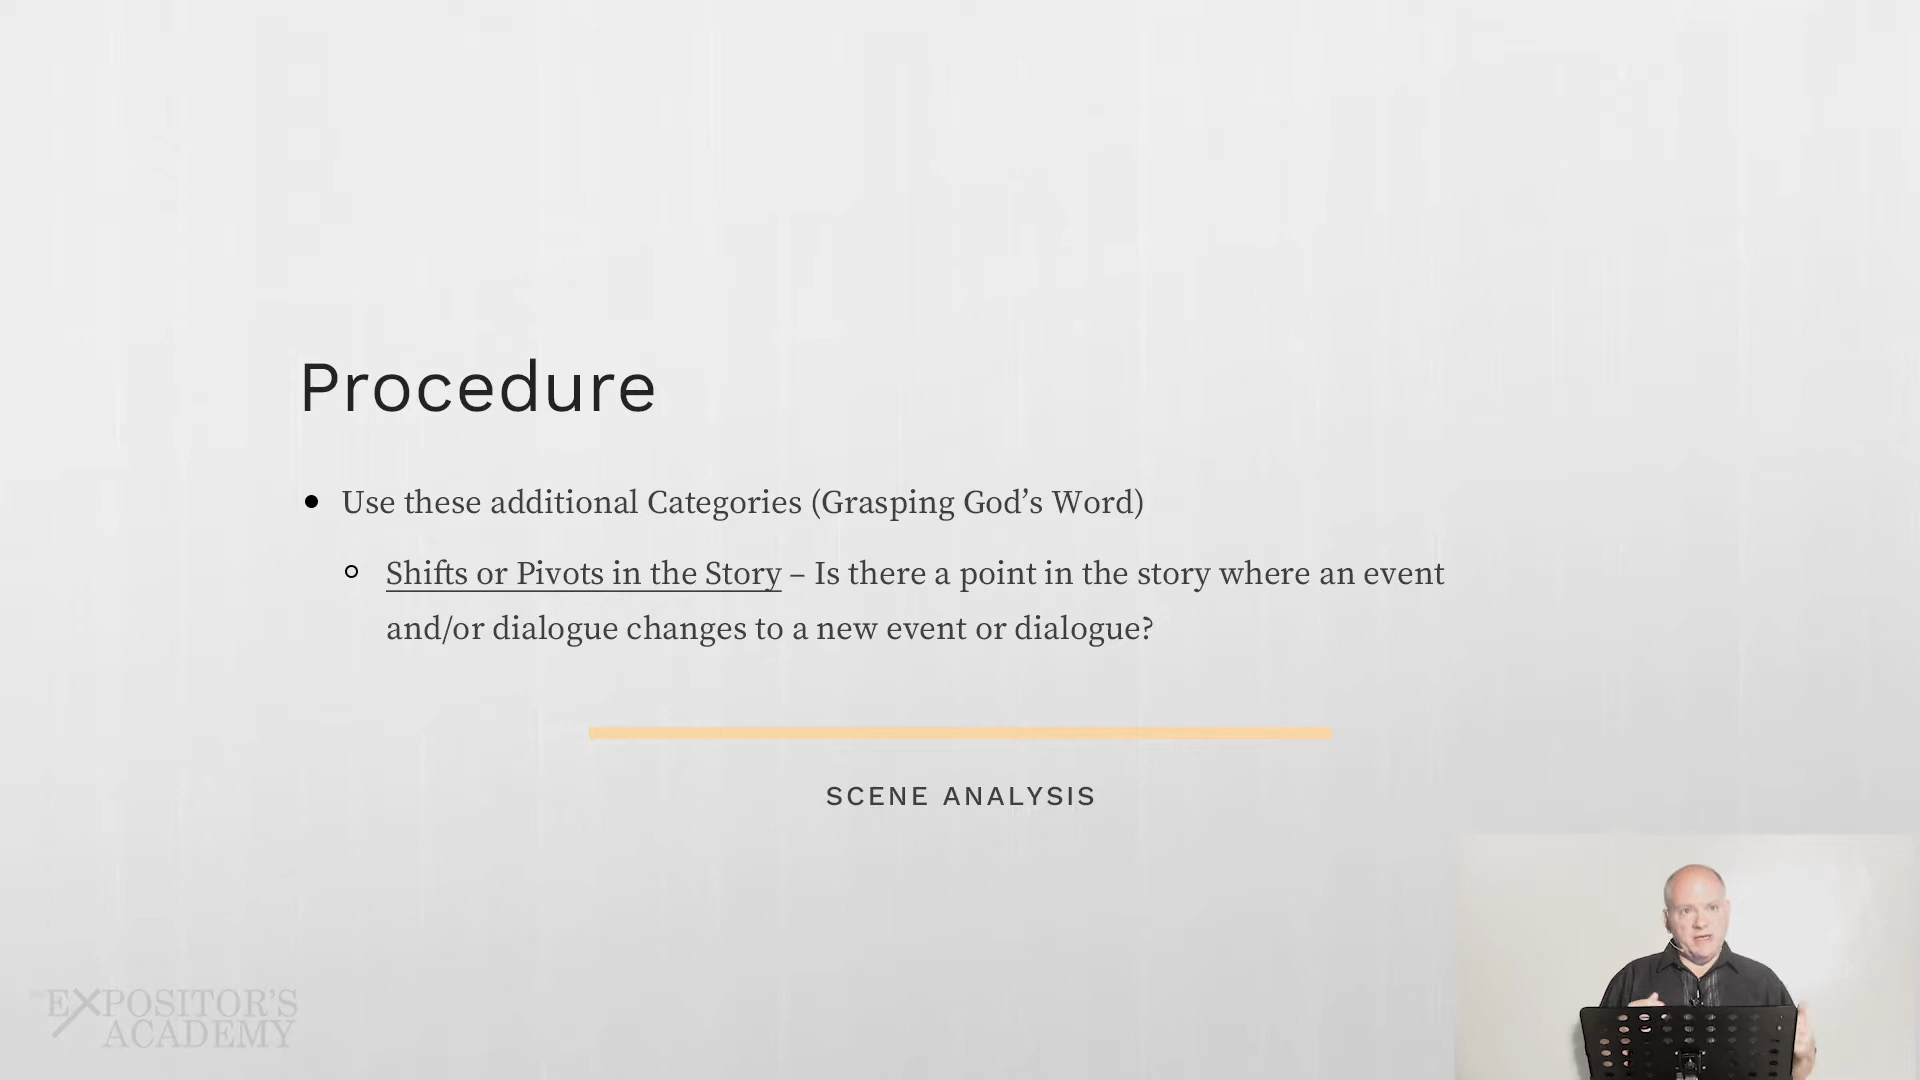 Procedure
Use these additional Categories (Grasping God’s Word)
Shifts or Pivots in the Story – Is there a point in the story where an event
and/or dialogue changes to a new event or dialogue?
SCENE ANALYSIS
EXPOSITOR'S
ACADEMY